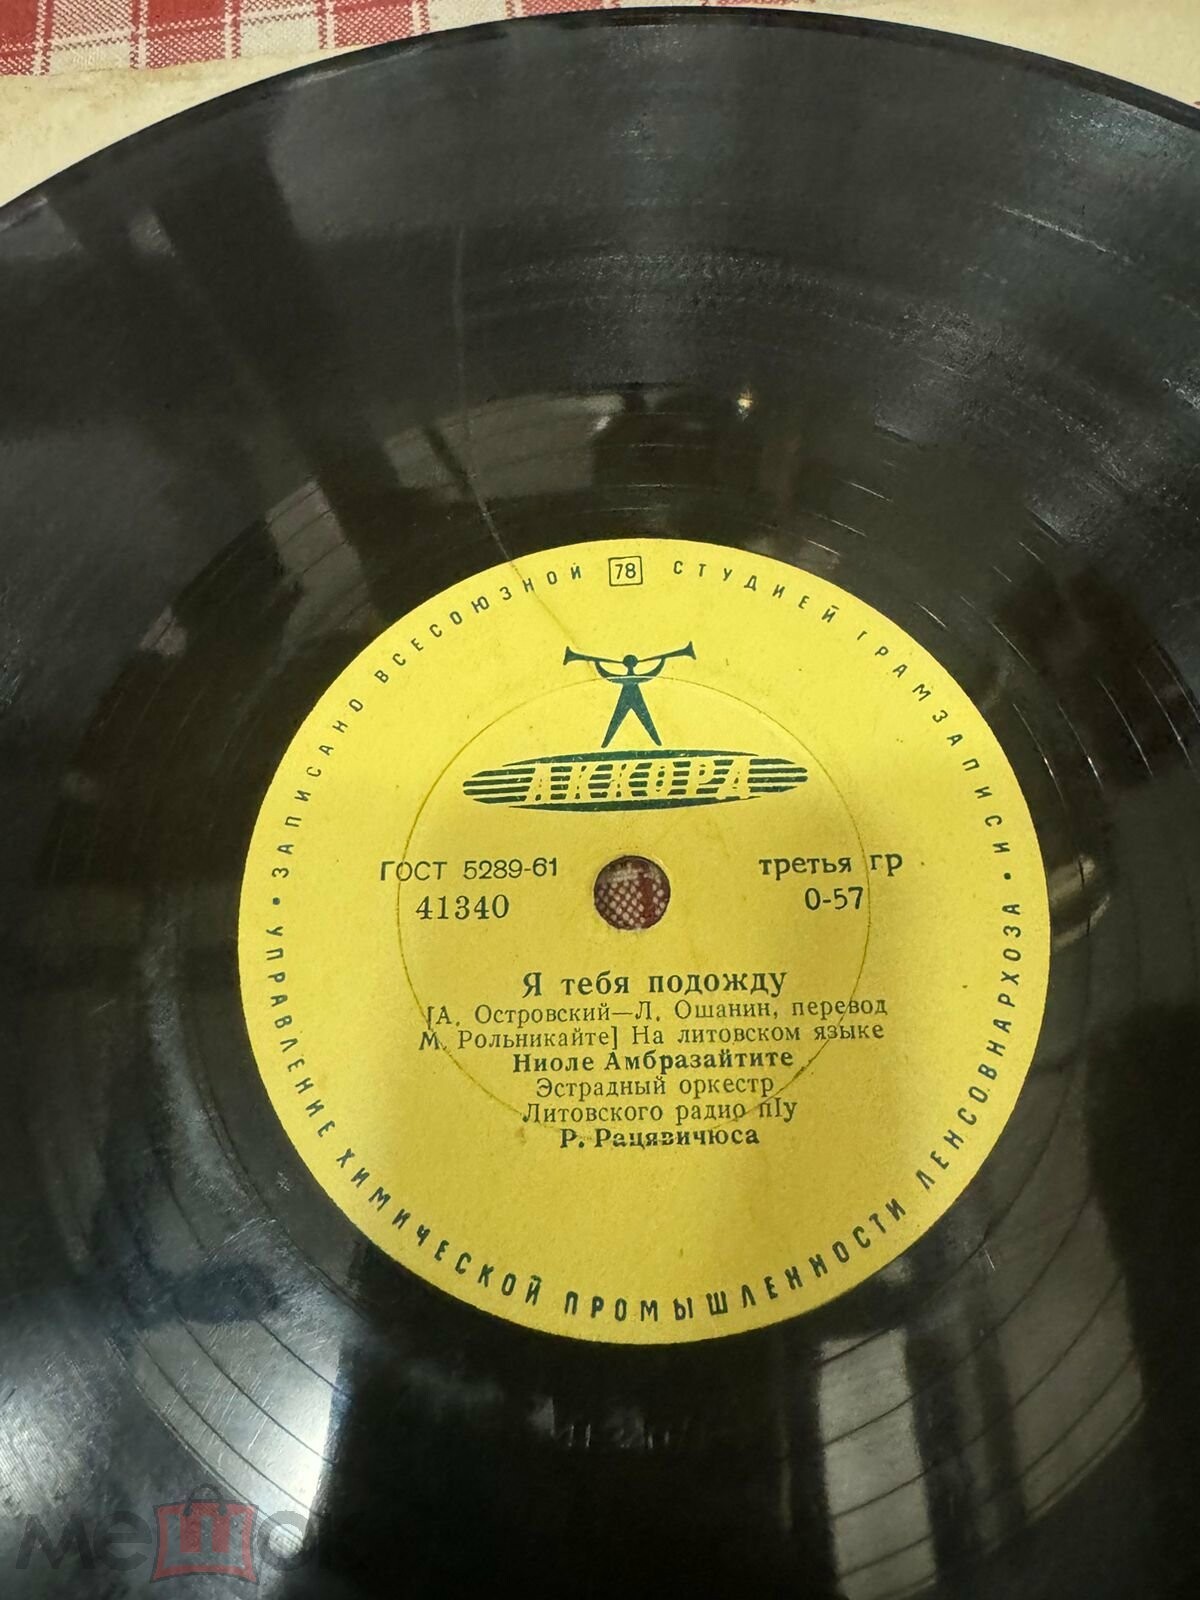 ЗАПИСАНО ВСЕСОЮЗНОЙ 78 СТУДИЕЙ ГРАМЗАПИСИ
АККОРД
ГОСТ 5289-61
третья гр
41340
0-57
Я тебя подожду
[А. Островский—Л. Ошанин, перевод
М. Рольникайте] На литовском языке
Ниоле Амбразайтите
Эстрадный оркестр
Литовского радио п/у
Р. Рацявичюса
• УПРАВЛЕНИЕ ХИМИЧЕСКОЙ ПРОМЫШЛЕННОСТИ ЛЕНСОВНАРХОЗА •
мешок